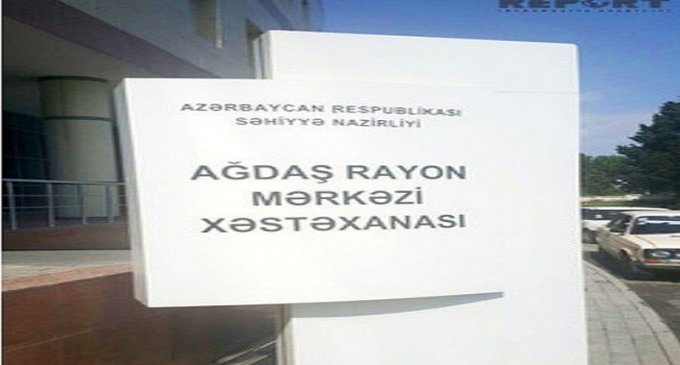 REPORT
AZƏRBAYCAN RESPUBLİKASI
SƏHİYYƏ NAZİRLİYİ
AĞDAŞ RAYON
MƏRKƏZİ
XƏSTƏXANASI